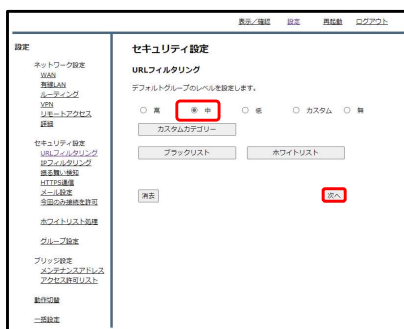 表示/確認 設定 再起動 ログアウト
設定
ネットワーク設定
WAN
有線LAN
ルーティング
VPN
リモートアクセス
詳細
セキュリティ設定
URLフィルタリング
IPフィルタリング
振る舞い検知
HTTPS通信
メール設定
今回のみ接続を許可
ホワイトリスト処理
グループ設定
ブリッジ設定
メンテナンスアドレス
アクセス許可リスト
動作切替
一括設定
セキュリティ設定
URLフィルタリング
デフォルトグループのレベルを設定します。
高 中 低 カスタム 無
カスタムカテゴリー
ブラックリスト ホワイトリスト
消去 次へ